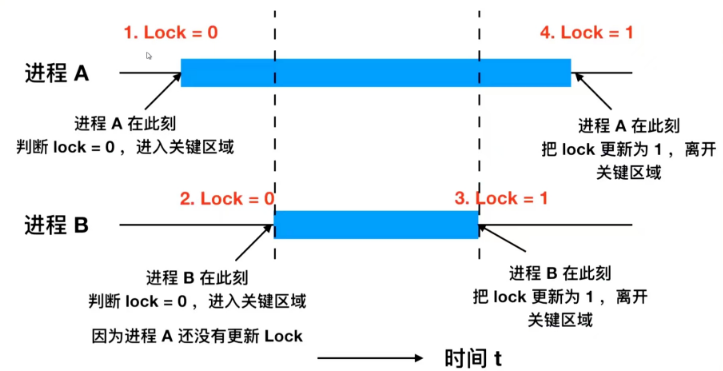 1. Lock = 0
4. Lock = 1
进程 A
进程 A 在此刻
判断 lock = 0 ，进入关键区域
进程 A 在此刻
把 lock 更新为 1 ，离开
关键区域
2. Lock = 0
3. Lock = 1
进程 B
进程 B 在此刻
判断 lock = 0 ，进入关键区域
因为进程 A 还没有更新 Lock
进程 B 在此刻
把 lock 更新为 1 ，离开
关键区域
时间 t